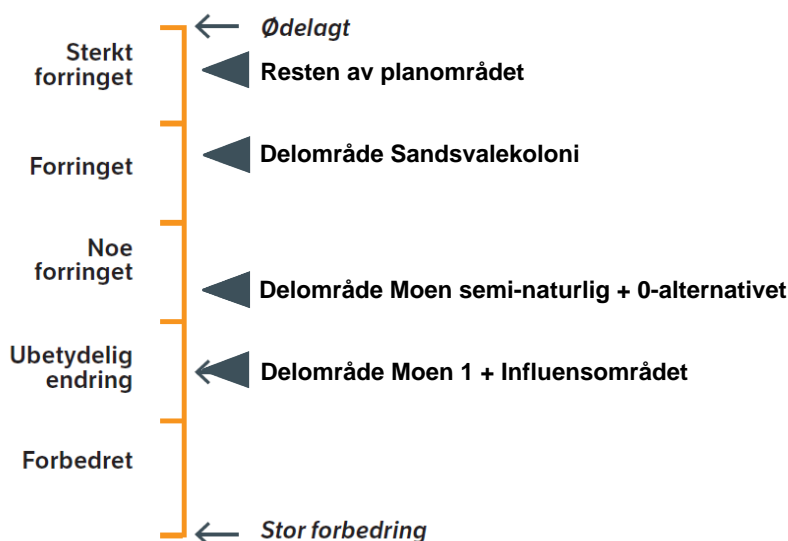 Ødelagt
Sterkt
forringet
Resten av planområdet
Forringet
Delområde Sandsvalekoloni
Noe
forringet
Delområde Moen semi-naturlig + 0-alternativet
Ubetydelig
endring
Delområde Moen 1 + Influensområdet
Forbedret
Stor forbedring